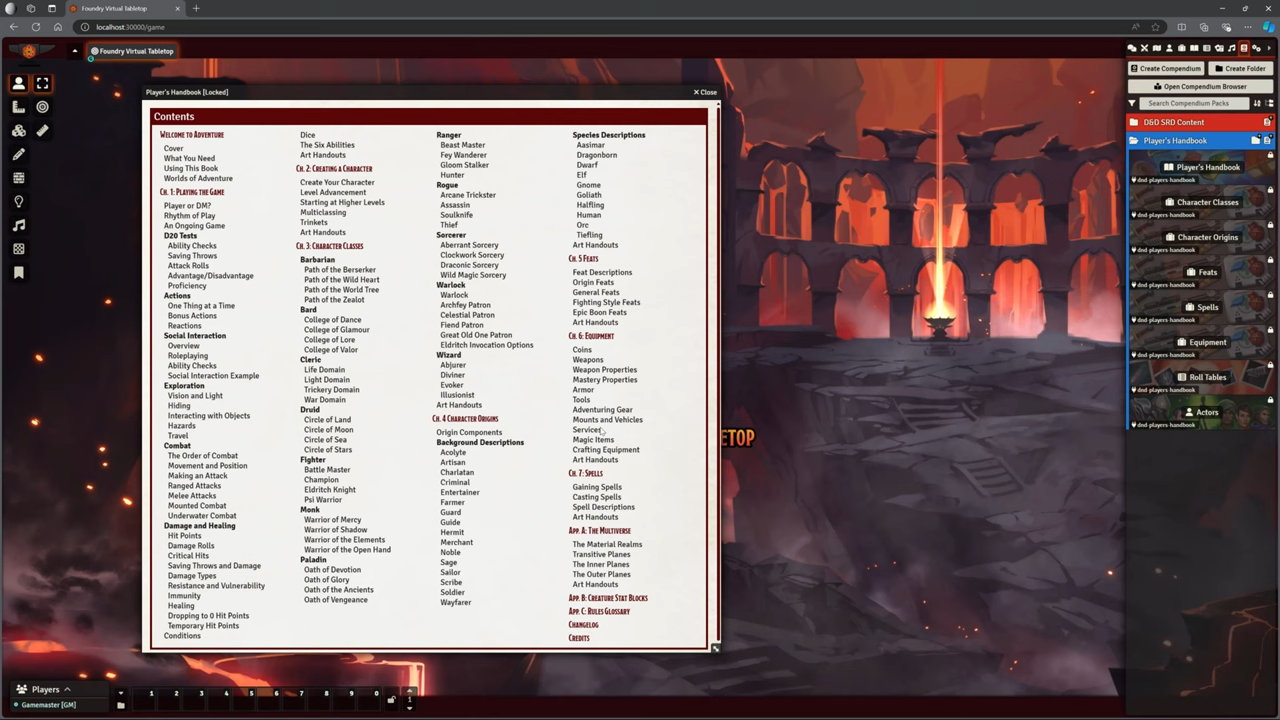 Foundry Virtual Tabletop
localhost:30000/game
Foundry Virtual Tabletop
Player's Handbook [Locked]
Close
Contents
Welcome to Adventure
Cover
What You Need
Using This Book
Worlds of Adventure
Ch. 1: Playing the Game
Player or DM?
Rhythm of Play
An Ongoing Game
D20 Tests
Ability Checks
Saving Throws
Attack Rolls
Advantage/Disadvantage
Proficiency
Actions
One Thing at a Time
Bonus Actions
Reactions
Social Interaction
Overview
Roleplaying
Ability Checks
Social Interaction Example
Exploration
Vision and Light
Hiding
Interacting with Objects
Hazards
Travel
Combat
The Order of Combat
Movement and Position
Making an Attack
Ranged Attacks
Melee Attacks
Mounted Combat
Underwater Combat
Damage and Healing
Hit Points
Damage Rolls
Critical Hits
Saving Throws and Damage
Damage Types
Resistance and Vulnerability
Immunity
Healing
Dropping to 0 Hit Points
Temporary Hit Points
Conditions
Dice
The Six Abilities
Art Handouts
Ch. 2: Creating a Character
Create Your Character
Level Advancement
Starting at Higher Levels
Multiclassing
Trinkets
Art Handouts
Ch. 3: Character Classes
Barbarian
Path of the Berserker
Path of the Wild Heart
Path of the World Tree
Path of the Zealot
Bard
College of Dance
College of Glamour
College of Lore
College of Valor
Cleric
Life Domain
Light Domain
Trickery Domain
War Domain
Druid
Circle of Land
Circle of Moon
Circle of Sea
Circle of Stars
Fighter
Battle Master
Champion
Eldritch Knight
Psi Warrior
Monk
Warrior of Mercy
Warrior of Shadow
Warrior of the Elements
Warrior of the Open Hand
Paladin
Oath of Devotion
Oath of Glory
Oath of the Ancients
Oath of Vengeance
Ranger
Beast Master
Fey Wanderer
Gloom Stalker
Hunter
Rogue
Arcane Trickster
Assassin
Soulknife
Thief
Sorcerer
Aberrant Sorcery
Clockwork Sorcery
Draconic Sorcery
Wild Magic Sorcery
Warlock
Warlock
Archfey Patron
Celestial Patron
Fiend Patron
Great Old One Patron
Eldritch Invocation Options
Wizard
Abjurer
Diviner
Evoker
Illusionist
Art Handouts
Ch. 4 Character Origins
Origin Components
Background Descriptions
Acolyte
Artisan
Charlatan
Criminal
Entertainer
Farmer
Guard
Guide
Hermit
Merchant
Noble
Sage
Sailor
Scribe
Soldier
Wayfarer
Species Descriptions
Aasimar
Dragonborn
Dwarf
Elf
Gnome
Goliath
Halfling
Human
Orc
Tiefling
Art Handouts
Ch. 5 Feats
Feat Descriptions
Origin Feats
General Feats
Fighting Style Feats
Epic Boon Feats
Art Handouts
Ch. 6: Equipment
Coins
Weapons
Weapon Properties
Mastery Properties
Armor
Tools
Adventuring Gear
Mounts and Vehicles
Services
Magic Items
Crafting Equipment
Art Handouts
Ch. 7: Spells
Gaining Spells
Casting Spells
Spell Descriptions
Art Handouts
App. A: The Multiverse
The Material Realms
Transitive Planes
The Inner Planes
The Outer Planes
Art Handouts
App. B: Creature Stat Blocks
App. C: Rules Glossary
Changelog
Credits
ETOP
Create Compendium
Create Folder
Open Compendium Browser
Search Compendium Packs
D&D SRD Content
Player's Handbook
Player's Handbook
dnd-players-handbook
Character Classes
dnd-players-handbook
Character Origins
dnd-players-handbook
Feats
dnd-players-handbook
Spells
dnd-players-handbook
Equipment
dnd-players-handbook
Roll Tables
dnd-players-handbook
Actors
dnd-players-handbook
Players
Gamemaster [GM]
1 2 3 4 5 6 7 8 9 0
1